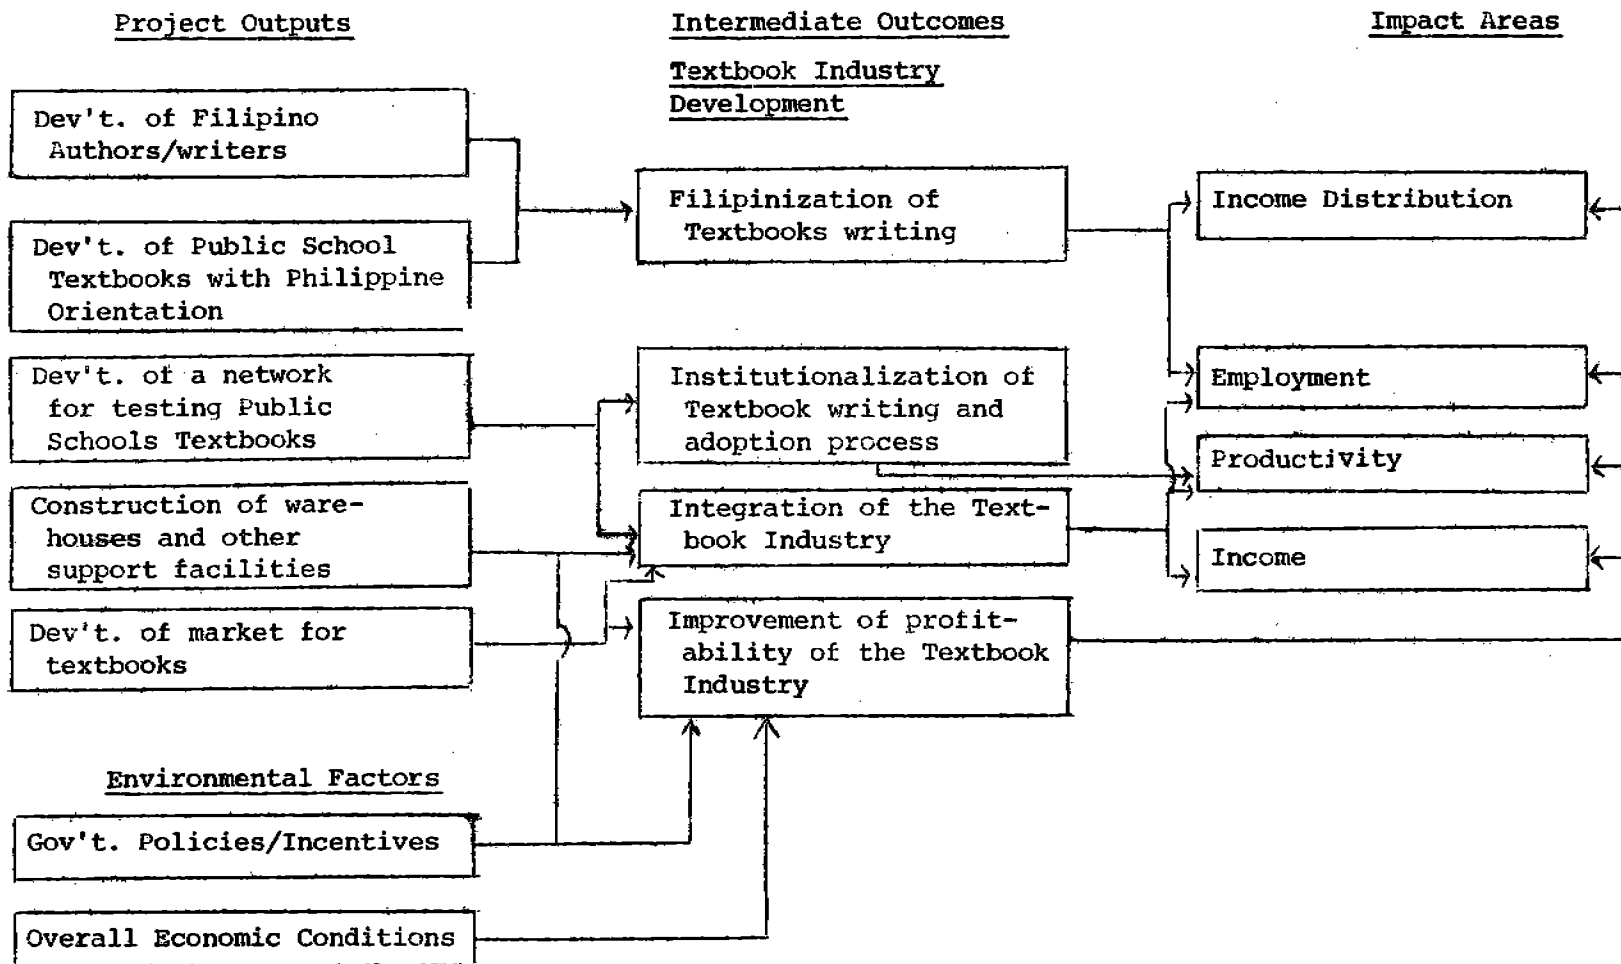 Project Outputs
Intermediate Outcomes
Impact Areas
Textbook Industry
Development
Dev't. of Filipino
Authors/writers
Dev't. of Public School
Textbooks with Philippine
Orientation
Dev't. of a network
for testing Public
Schools Textbooks
Construction of ware-
houses and other
support facilities
Dev't. of market for
textbooks
Environmental Factors
Gov't. Policies/Incentives
Overall Economic Conditions
Filipinization of
Textbooks writing
Institutionalization of
Textbook writing and
adoption process
Integration of the Text-
book Industry
Improvement of profit-
ability of the Textbook
Industry
Income Distribution
Employment
Productivity
Income